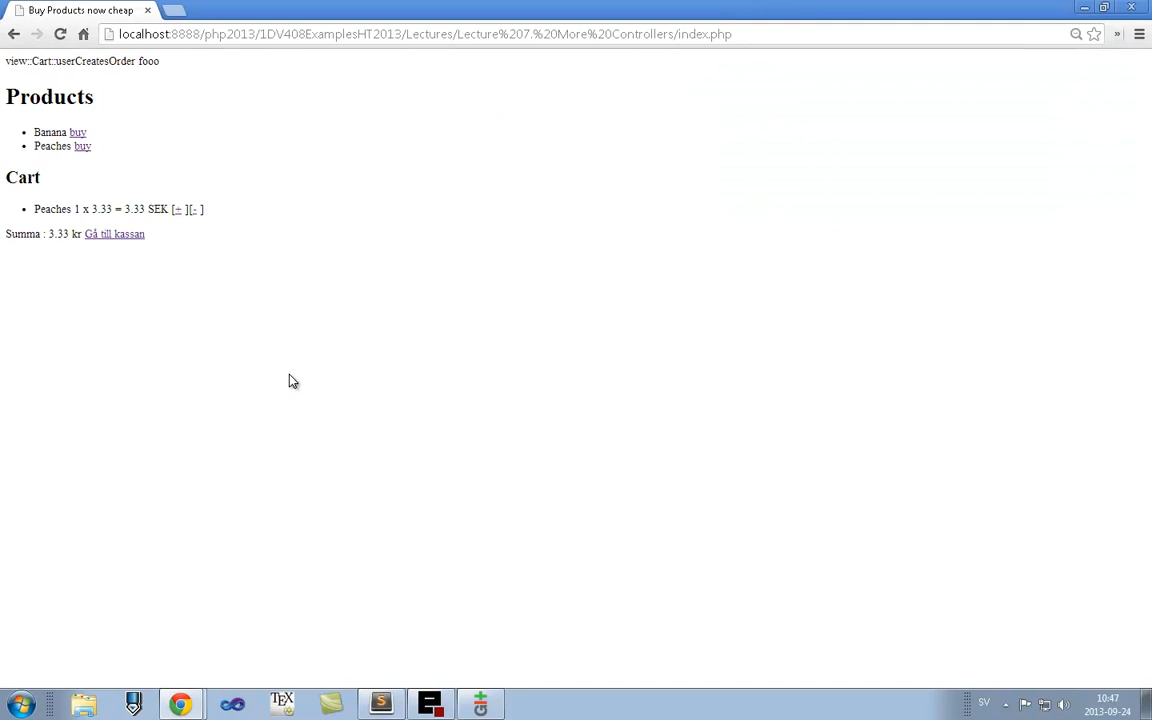 Buy Products now cheap
localhost:8888/php2013/1DV408ExamplesHT2013/Lectures/Lecture%207.%20More%20Controllers/index.php
view::Cart::userCreatesOrder fooo
Products
Banana buy
Peaches buy
Cart
Peaches 1 x 3.33 = 3.33 SEK [+ ][- ]
Summa : 3.33 kr Gå till kassan
TEX
S
SV
10:47
2013-09-24